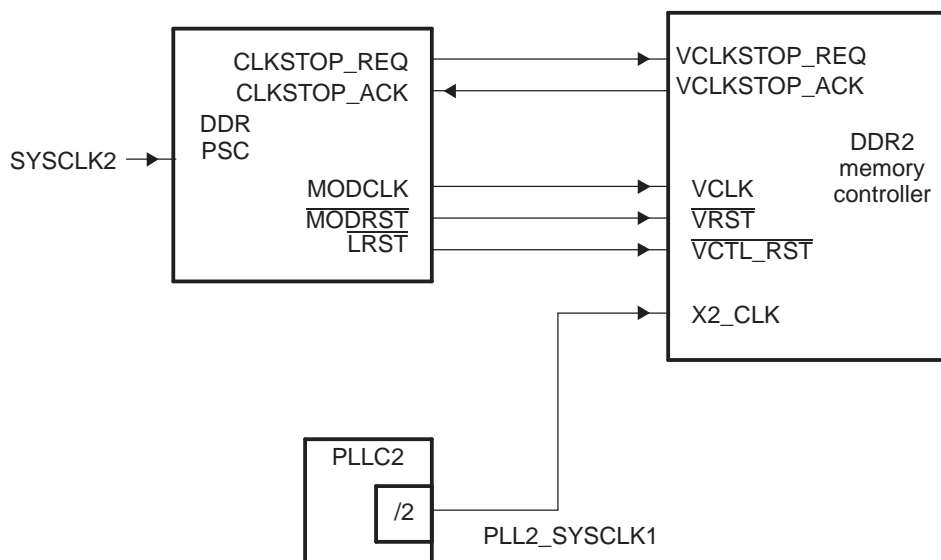 CLKSTOP_REQ
CLKSTOP_ACK
DDR
PSC
SYSCLK2
MODCLK
MODRST
LRST
VCLKSTOP_REQ
VCLKSTOP_ACK
DDR2
memory
controller
VCLK
VRST
VCTL_RST
X2_CLK
PLLC2
/2
PLL2_SYSCLK1